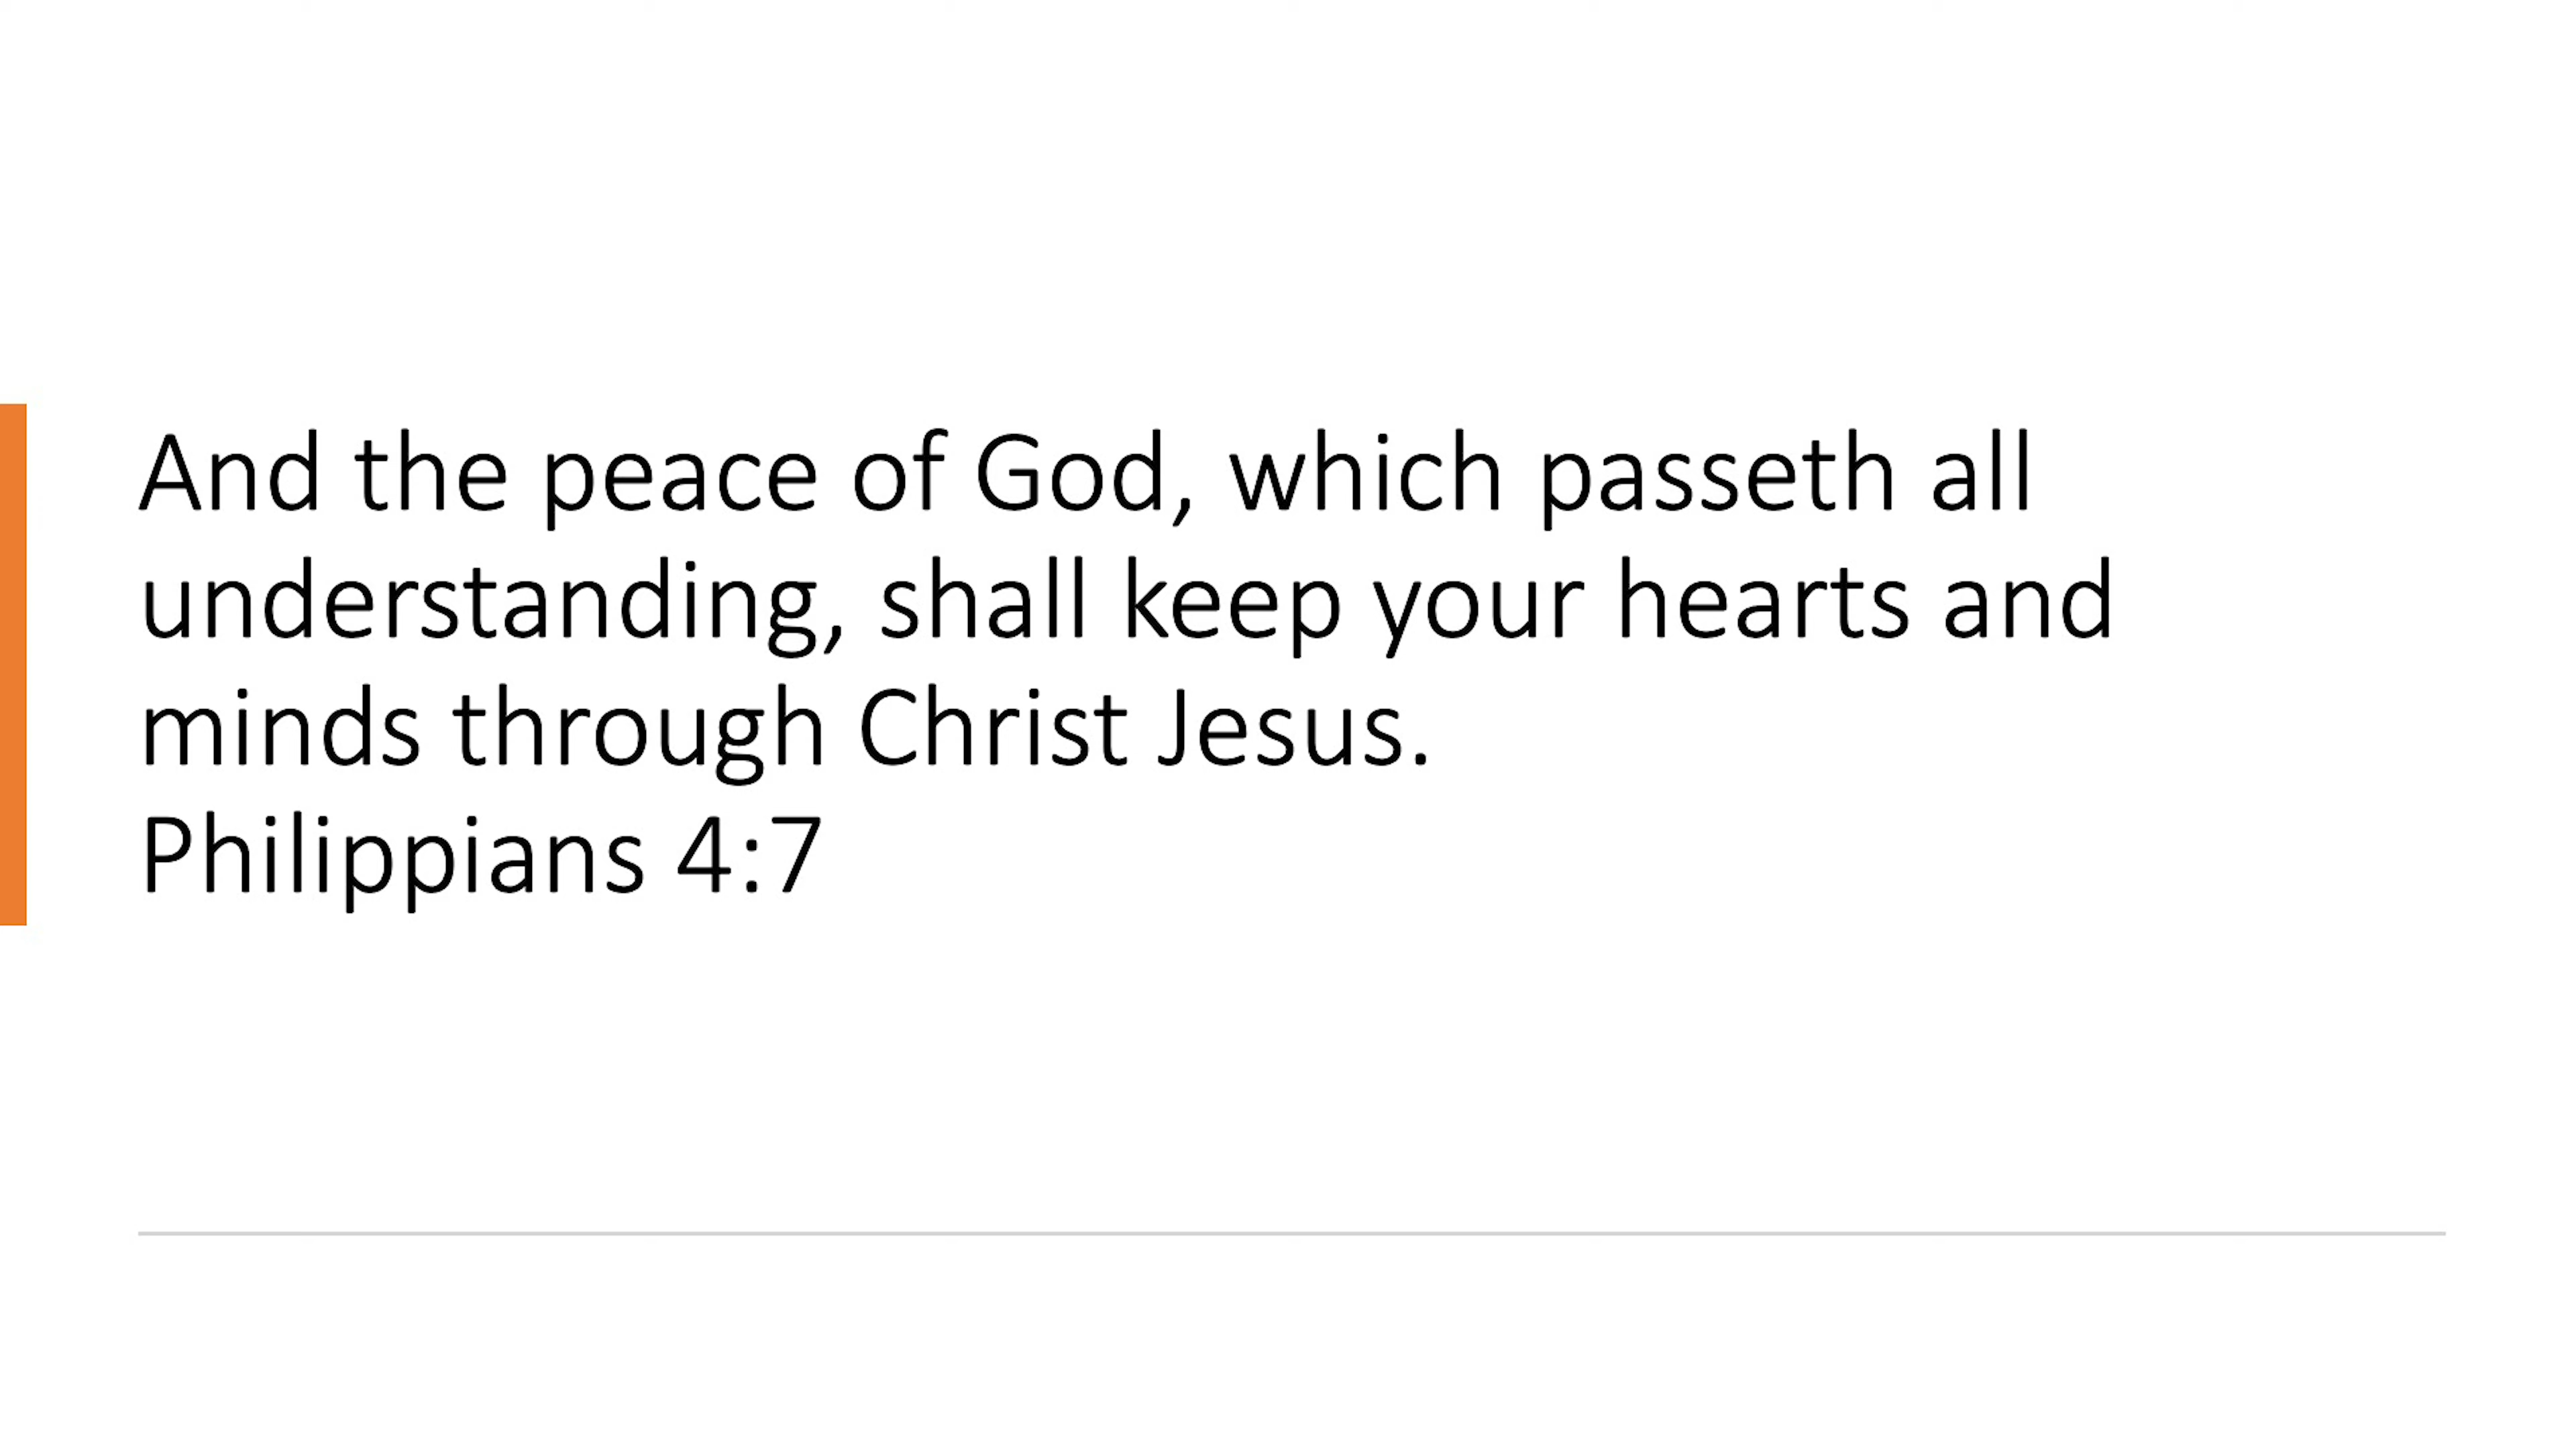 And the peace of God, which passeth all
understanding, shall keep your hearts and
minds through Christ Jesus.
Philippians 4:7